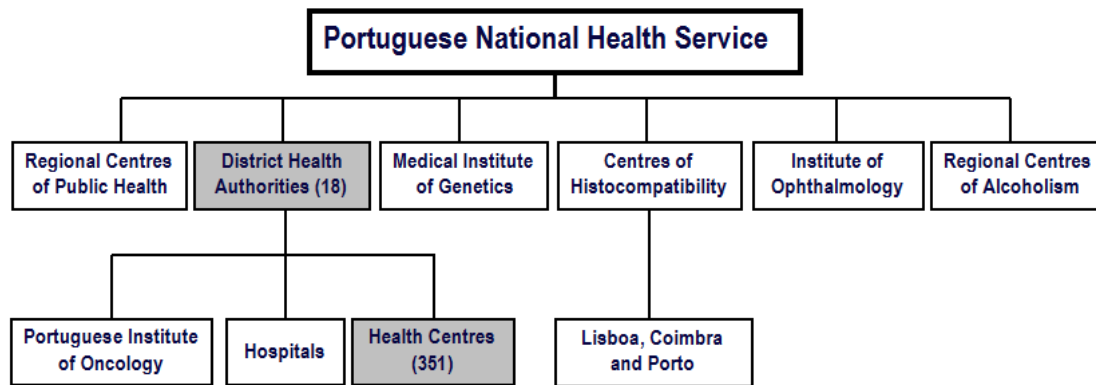 Portuguese National Health Service
Regional Centres
of Public Health
District Health
Authorities (18)
Medical Institute
of Genetics
Centres of
Histocompatibility
Institute of
Ophthalmology
Regional Centres
of Alcoholism
Portuguese Institute
of Oncology
Hospitals
Health Centres
(351)
Lisboa, Coimbra
and Porto